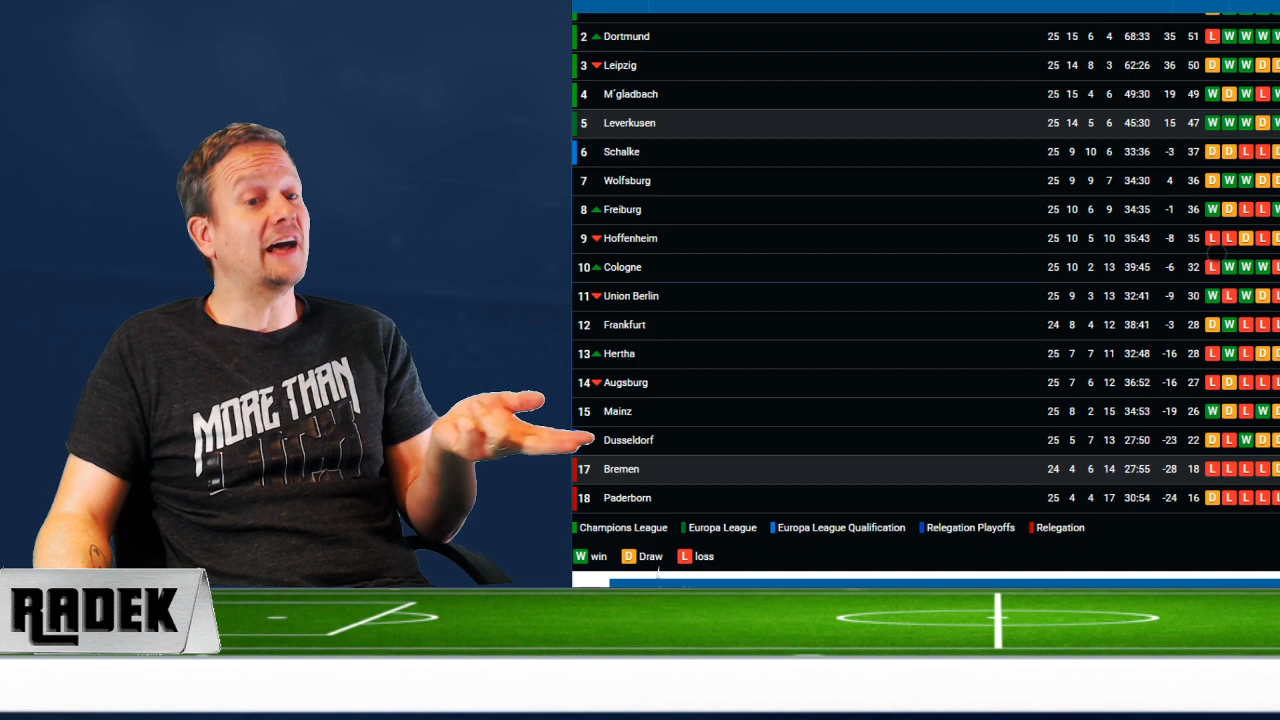 2 Dortmund 25 15 6 4 68:33 35 51 L W W W W
3 Leipzig 25 14 8 3 62:26 36 50 D W W D D
4 M´gladbach 25 15 4 6 49:30 19 49 W D W L W
5 Leverkusen 25 14 5 6 45:30 15 47 W W W D W
6 Schalke 25 9 10 6 33:36 -3 37 D D L L D
7 Wolfsburg 25 9 9 7 34:30 4 36 D W W D D
8 Freiburg 25 10 6 9 34:35 -1 36 W D L L W
9 Hoffenheim 25 10 5 10 35:43 -8 35 L L D L D
10 Cologne 25 10 2 13 39:45 -6 32 L W W W L
11 Union Berlin 25 9 3 13 32:41 -9 30 W L W D L
12 Frankfurt 24 8 4 12 38:41 -3 28 D W L L L
13 Hertha 25 7 7 11 32:48 -16 28 L W L D D
14 Augsburg 25 7 6 12 36:52 -16 27 L D L L L
15 Mainz 25 8 2 15 34:53 -19 26 W D L W D
Dusseldorf 25 5 7 13 27:50 -23 22 D L W D D
17 Bremen 24 4 6 14 27:55 -28 18 L L L L D
18 Paderborn 25 4 4 17 30:54 -24 16 D L L L L
Champions League Europa League Europa League Qualification Relegation Playoffs Relegation
W win D Draw L loss
MORE THAN
RADEK